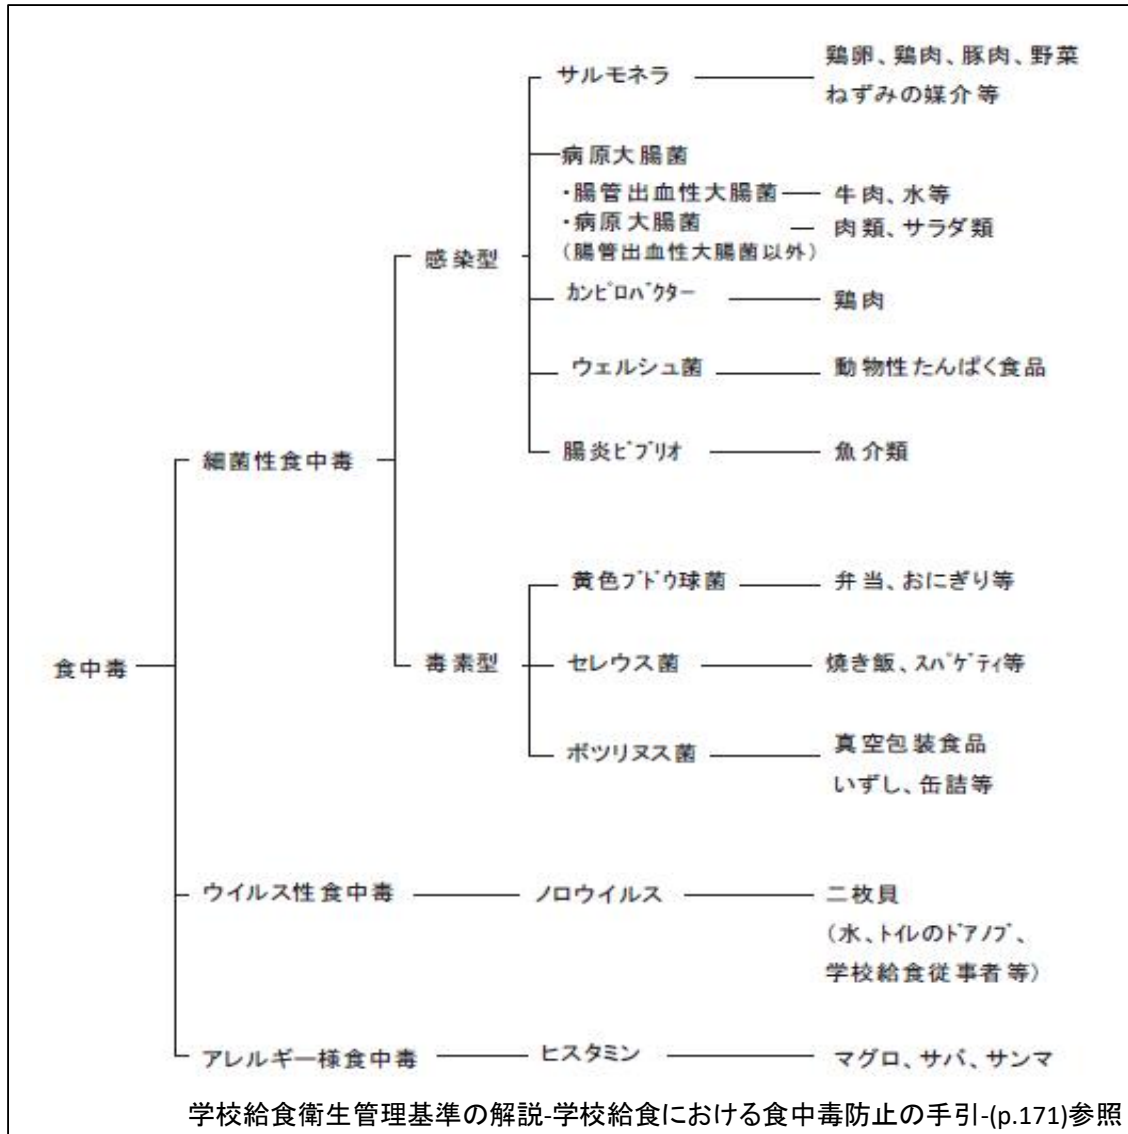 サルモネラ
鶏卵、鶏肉、豚肉、野菜
ねずみの媒介等
病原大腸菌
・腸管出血性大腸菌
牛肉、水等
・病原大腸菌
肉類、サラダ類
(腸管出血性大腸菌以外)
感染型
ｶﾝﾋﾟﾛﾊﾞｸﾀｰ
鶏肉
ウェルシュ菌
動物性たんぱく食品
腸炎ﾋﾞﾌﾞﾘｵ
魚介類
細菌性食中毒
黄色ﾌﾞﾄﾞｳ球菌
弁当、おにぎり等
毒素型
セレウス菌
焼き飯、ｽﾊﾟｹﾞﾃｨ等
食中毒
ボツリヌス菌
真空包装食品
いずし、缶詰等
ウイルス性食中毒
ノロウイルス
二枚貝
(水、ﾄｲﾚのﾄﾞｱﾉﾌﾞ、
学校給食従事者等)
アレルギー様食中毒
ヒスタミン
マグロ、サバ、サンマ
学校給食衛生管理基準の解説-学校給食における食中毒防止の手引-(p.171)参照